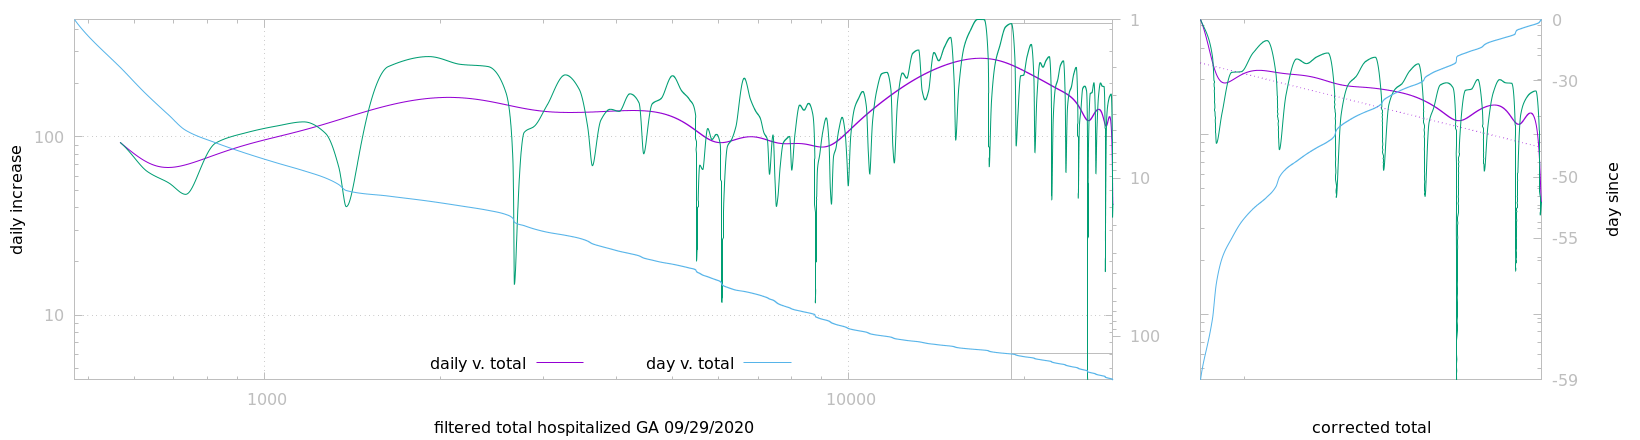 daily increase
100
10
1000
10000
1
10
100
daily v. total
day v. total
filtered total hospitalized GA 09/29/2020
0
-30
-50
-55
-59
day since
corrected total